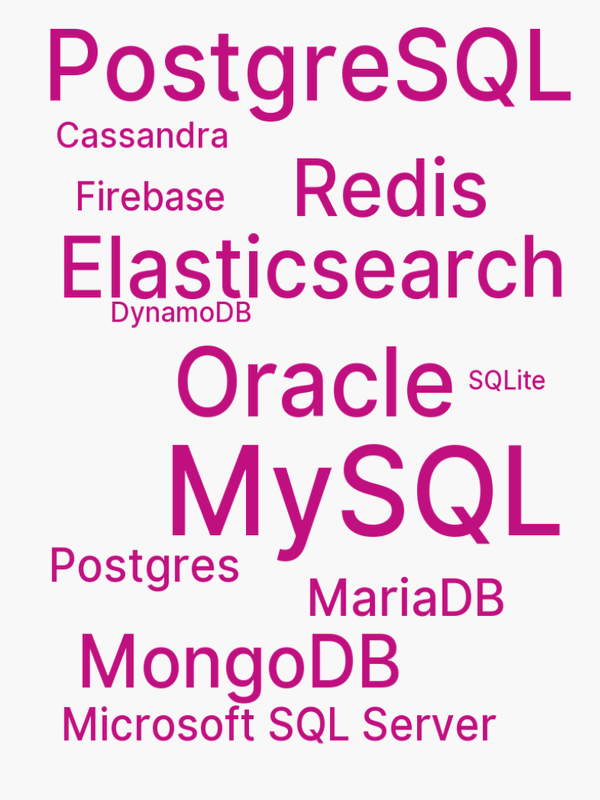 PostgreSQL
Cassandra
Redis
Firebase
Elasticsearch
DynamoDB
Oracle
SQLite
MySQL
Postgres
MariaDB
MongoDB
Microsoft SQL Server